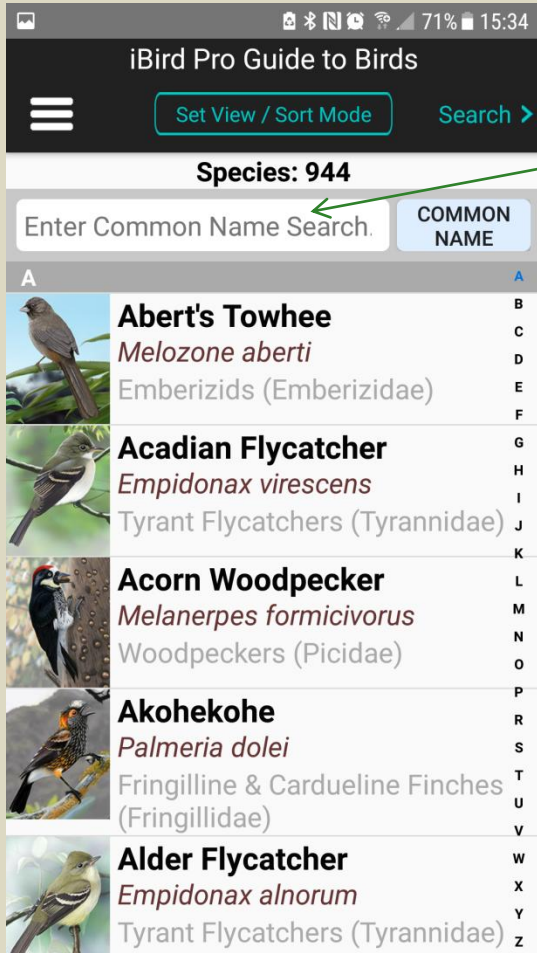 71% 15:34
iBird Pro Guide to Birds
Set View / Sort Mode
Search >
Species: 944
Enter Common Name Search.
COMMON
NAME
A
Abert's Towhee
Melozone aberti
Emberizids (Emberizidae)
Acadian Flycatcher
Empidonax virescens
Tyrant Flycatchers (Tyrannidae)
Acorn Woodpecker
Melanerpes formicivorus
Woodpeckers (Picidae)
Akohekohe
Palmeria dolei
Fringilline & Cardueline Finches
(Fringillidae)
Alder Flycatcher
Empidonax alnorum
Tyrant Flycatchers (Tyrannidae)
A
B
C
D
E
F
G
H
I
J
K
L
M
N
O
P
R
S
T
U
V
W
X
Y
Z